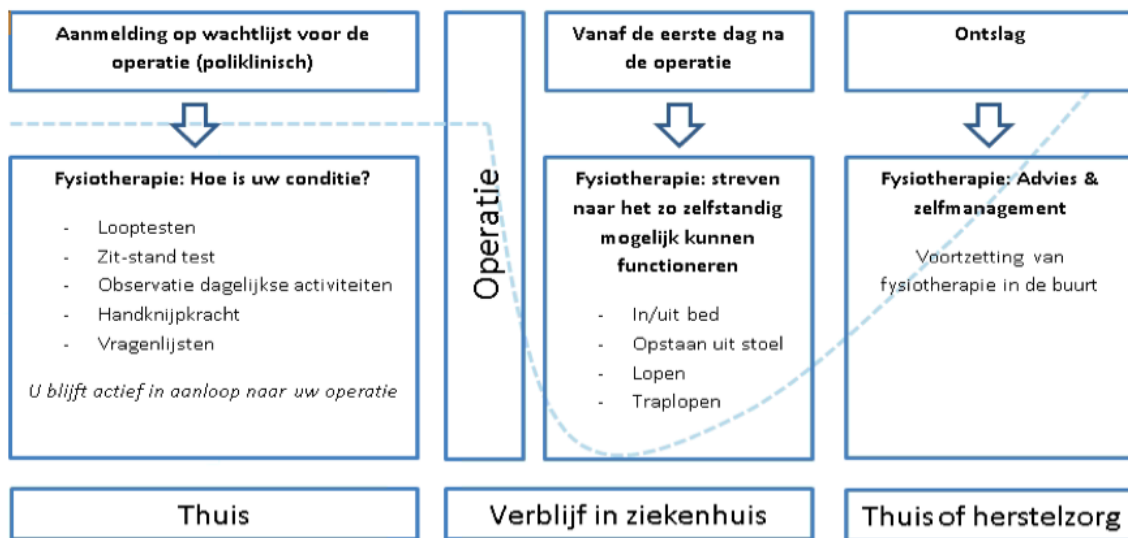 Aanmelding op wachtlijst voor de
operatie (poliklinisch)
Fysiotherapie: Hoe is uw conditie?
- Looptesten
- Zit-stand test
- Observatie dagelijkse activiteiten
- Handknijpkracht
- Vragenlijsten
U blijft actief in aanloop naar uw operatie
Thuis
Operatie
Vanaf de eerste dag na
de operatie
Fysiotherapie: streven
naar het zo zelfstandig
mogelijk kunnen
functioneren
- In/uit bed
- Opstaan uit stoel
- Lopen
- Traplopen
Verblijf in ziekenhuis
Ontslag
Fysiotherapie: Advies &
zelfmanagement
Voortzetting van
fysiotherapie in de buurt
Thuis of herstelzorg